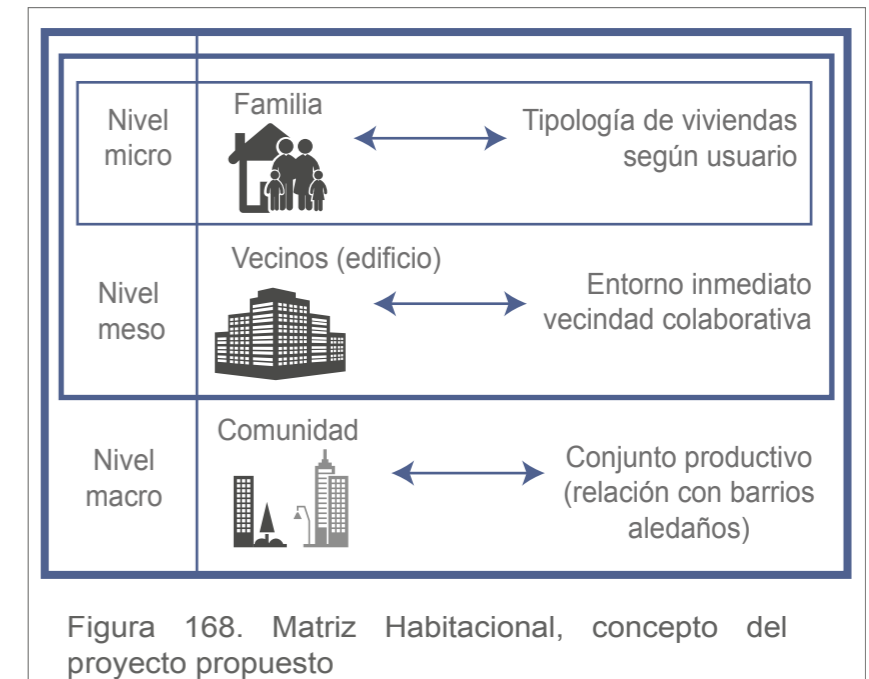 Nivel
micro
Familia
Tipología de viviendas
según usuario
Nivel
meso
Vecinos (edificio)
Entorno inmediato
vecindad colaborativa
Nivel
macro
Comunidad
Conjunto productivo
(relación con barrios
aledaños)
Figura 168. Matriz Habitacional, concepto del
proyecto propuesto